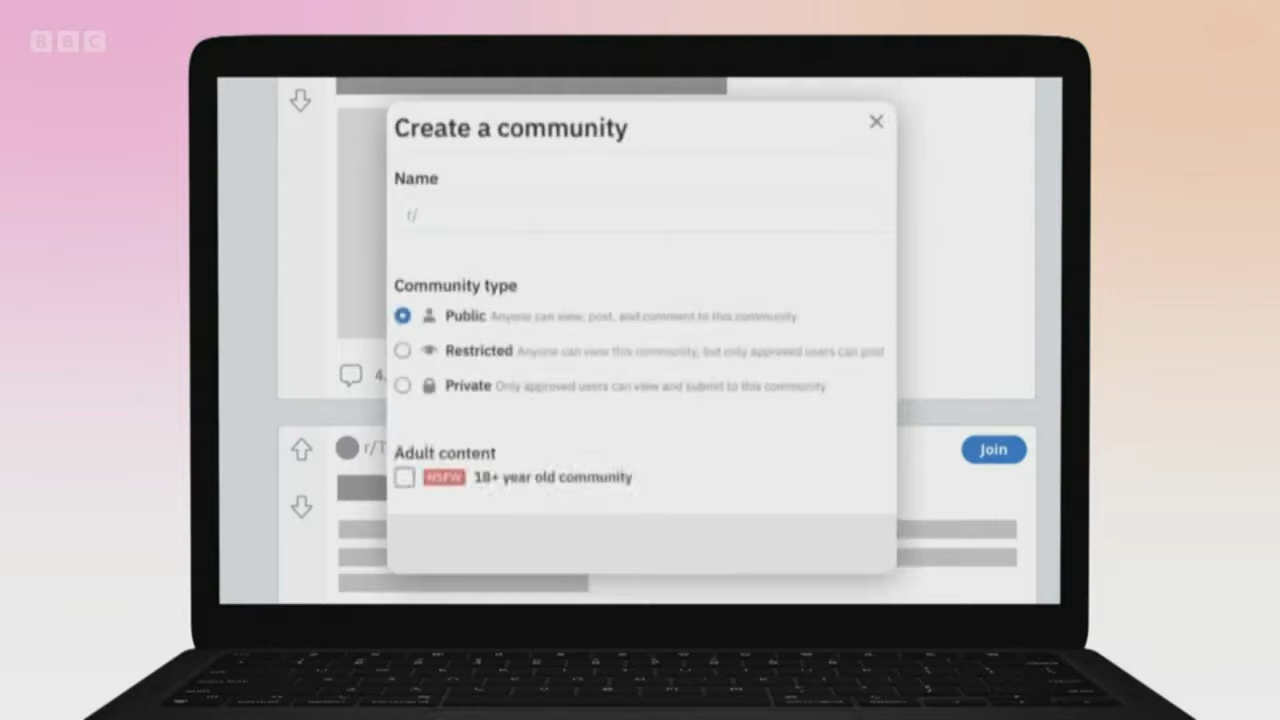 BBC
Create a community
Name
r/
Community type
Public Anyone can view, post, and comment to this community
Restricted Anyone can view this community, but only approved users can post
Private Only approved users can view and submit to this community
4.
Adult content
r/T
Join
NSFW 18+ year old community